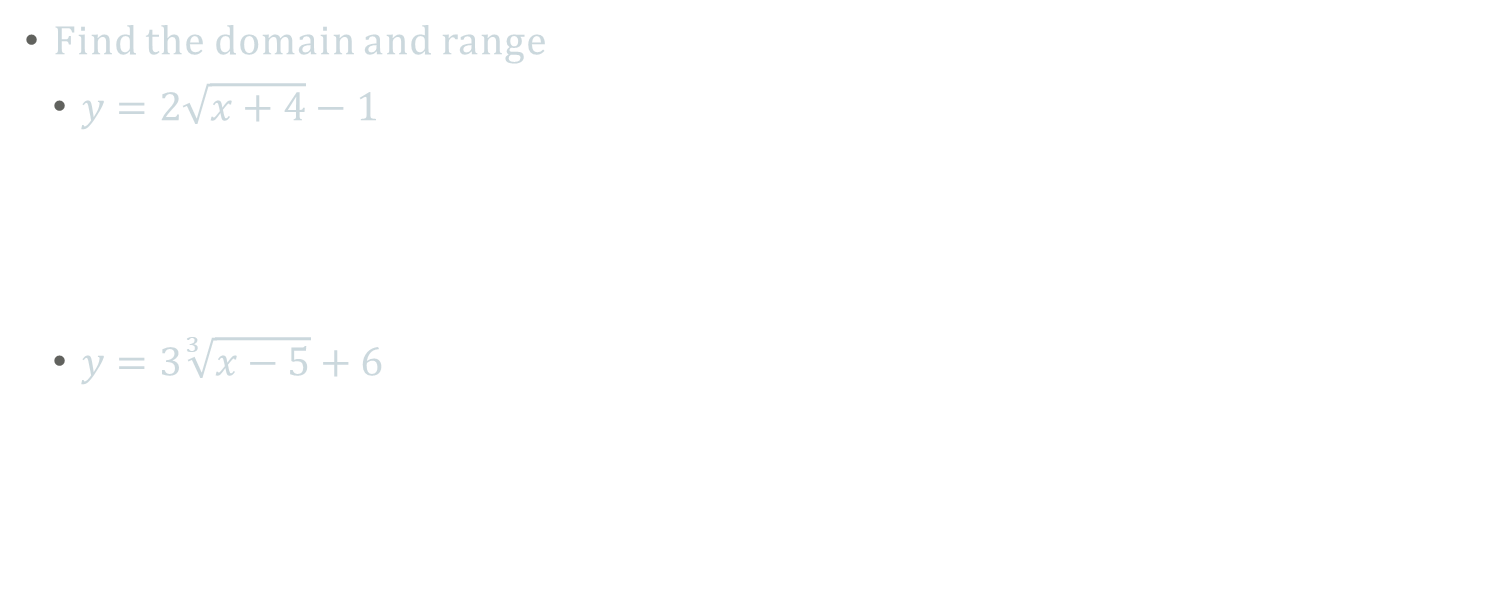 • Find the domain and range
• y = 2√(x + 4) − 1
• y = 3∛(x − 5) + 6